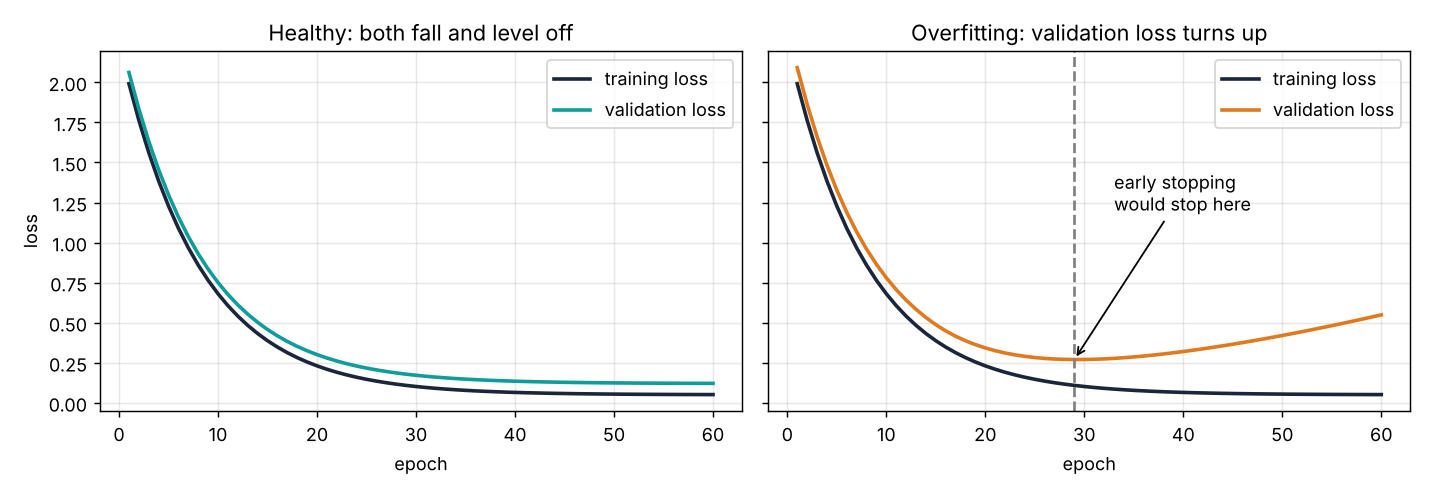 Healthy: both fall and level off
training loss
validation loss
2.00
1.75
1.50
1.25
1.00
0.75
0.50
0.25
0.00
loss
0 10 20 30 40 50 60
epoch
Overfitting: validation loss turns up
training loss
validation loss
early stopping
would stop here
0 10 20 30 40 50 60
epoch